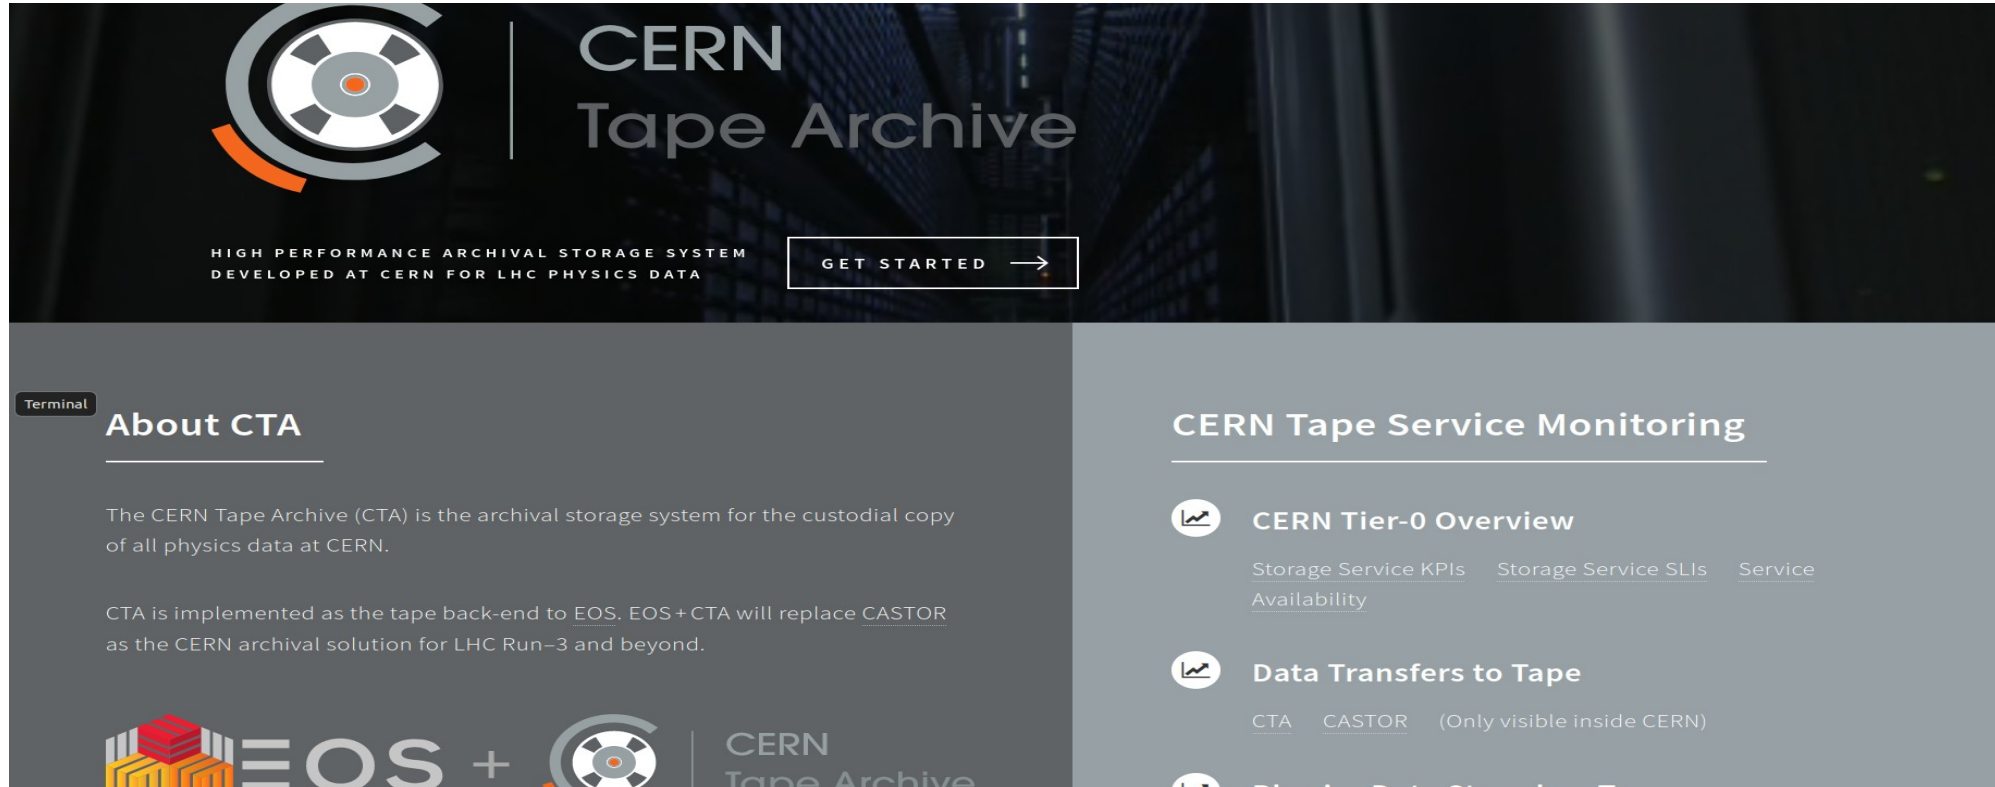 CERN
Tape Archive
HIGH PERFORMANCE ARCHIVAL STORAGE SYSTEM
DEVELOPED AT CERN FOR LHC PHYSICS DATA
GET STARTED
Terminal
About CTA
The CERN Tape Archive (CTA) is the archival storage system for the custodial copy
of all physics data at CERN.
CTA is implemented as the tape back-end to EOS. EOS+CTA will replace CASTOR
as the CERN archival solution for LHC Run–3 and beyond.
EOS + CERN
Tape Archive
CERN Tape Service Monitoring
CERN Tier-0 Overview
Storage Service KPIs Storage Service SLIs Service
Availability
Data Transfers to Tape
CTA CASTOR (Only visible inside CERN)